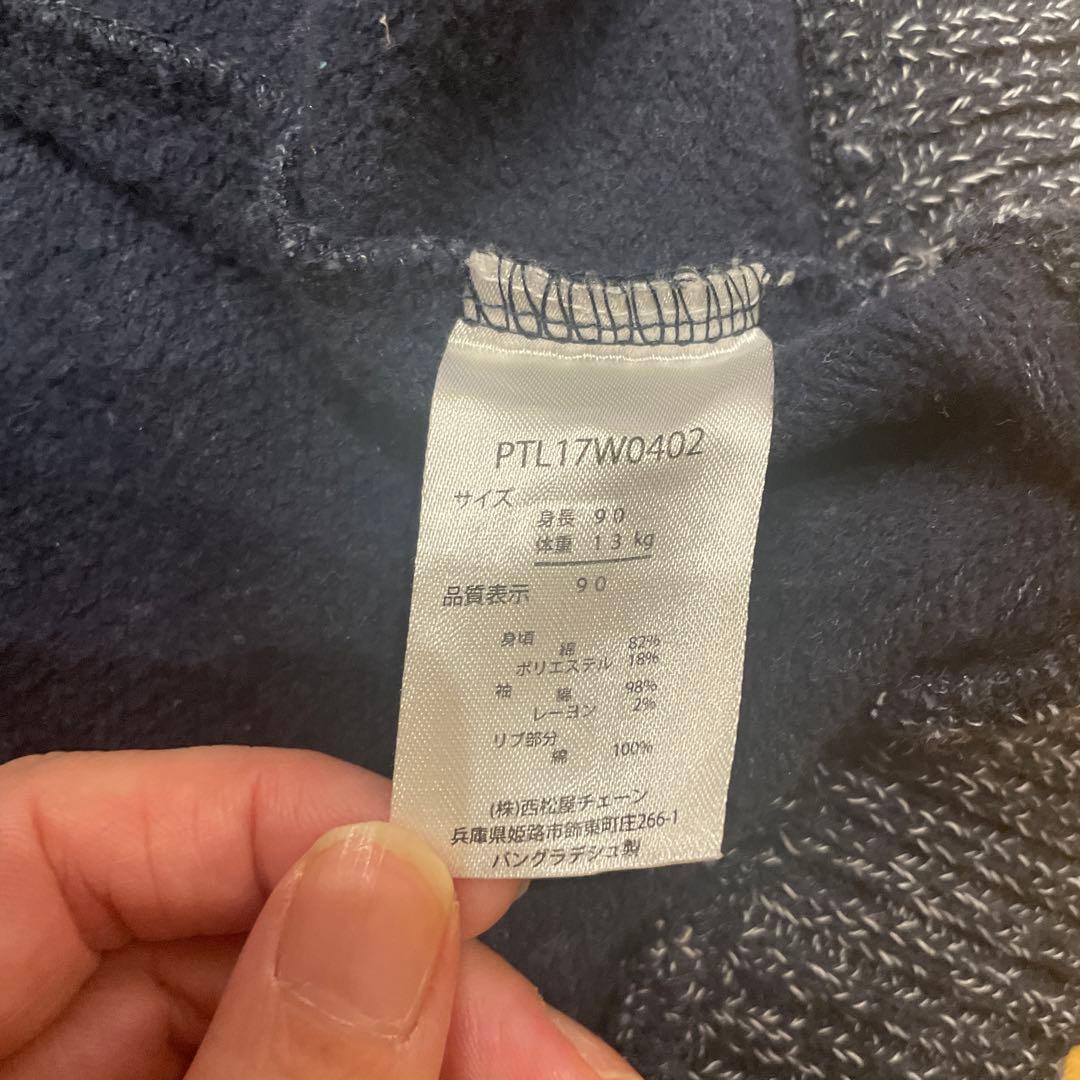 PTL17W0402
サイズ
身長 90
体重 13 kg
90
品質表示
身頃 綿 82%
ポリエステル 18%
袖 綿 98%
レーヨン 2%
リブ部分
綿 100%
(株)西松屋チェーン
兵庫県姫路市飾東町庄266-1
バングラデシュ製